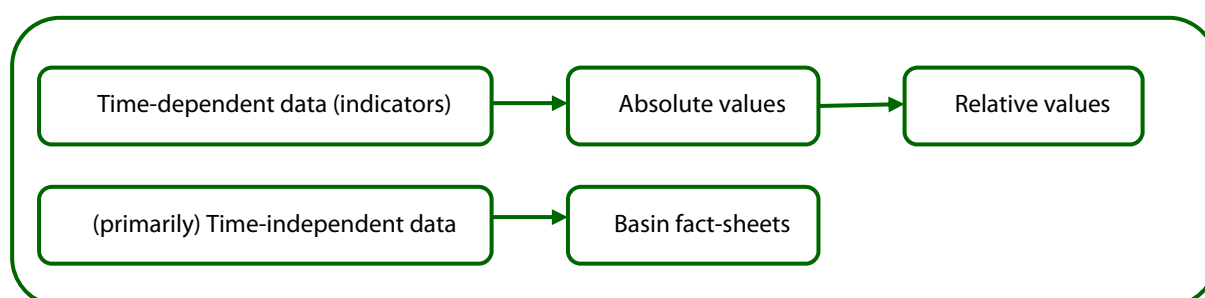 Time-dependent data (indicators)
Absolute values
Relative values
(primarily) Time-independent data
Basin fact-sheets